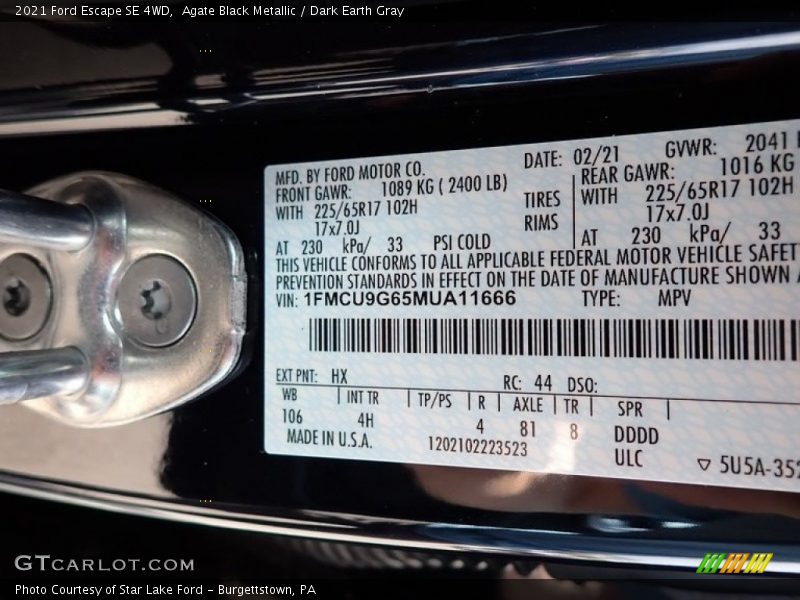 2021 Ford Escape SE 4WD, Agate Black Metallic / Dark Earth Gray
MFD. BY FORD MOTOR CO. DATE: 02/21 GVWR: 2041
FRONT GAWR: 1089 KG ( 2400 LB) REAR GAWR: 1016 KG
WITH 225/65R17 102H TIRES WITH 225/65R17 102H
17x7.0J RIMS 17x7.0J
AT 230 kPa/ 33 PSI COLD AT 230 kPa/ 33
THIS VEHICLE CONFORMS TO ALL APPLICABLE FEDERAL MOTOR VEHICLE SAFET
PREVENTION STANDARDS IN EFFECT ON THE DATE OF MANUFACTURE SHOWN A
VIN: 1FMCU9G65MUA11666 TYPE: MPV
EXT PNT: HX RC: 44 DSO:
WB INT TR TP/PS R AXLE TR SPR
106 4H 4 81 8 DDDD
MADE IN U.S.A. 1202102223523 ULC 5U5A-352
GTCARLOT.COM
Photo Courtesy of Star Lake Ford - Burgettstown, PA